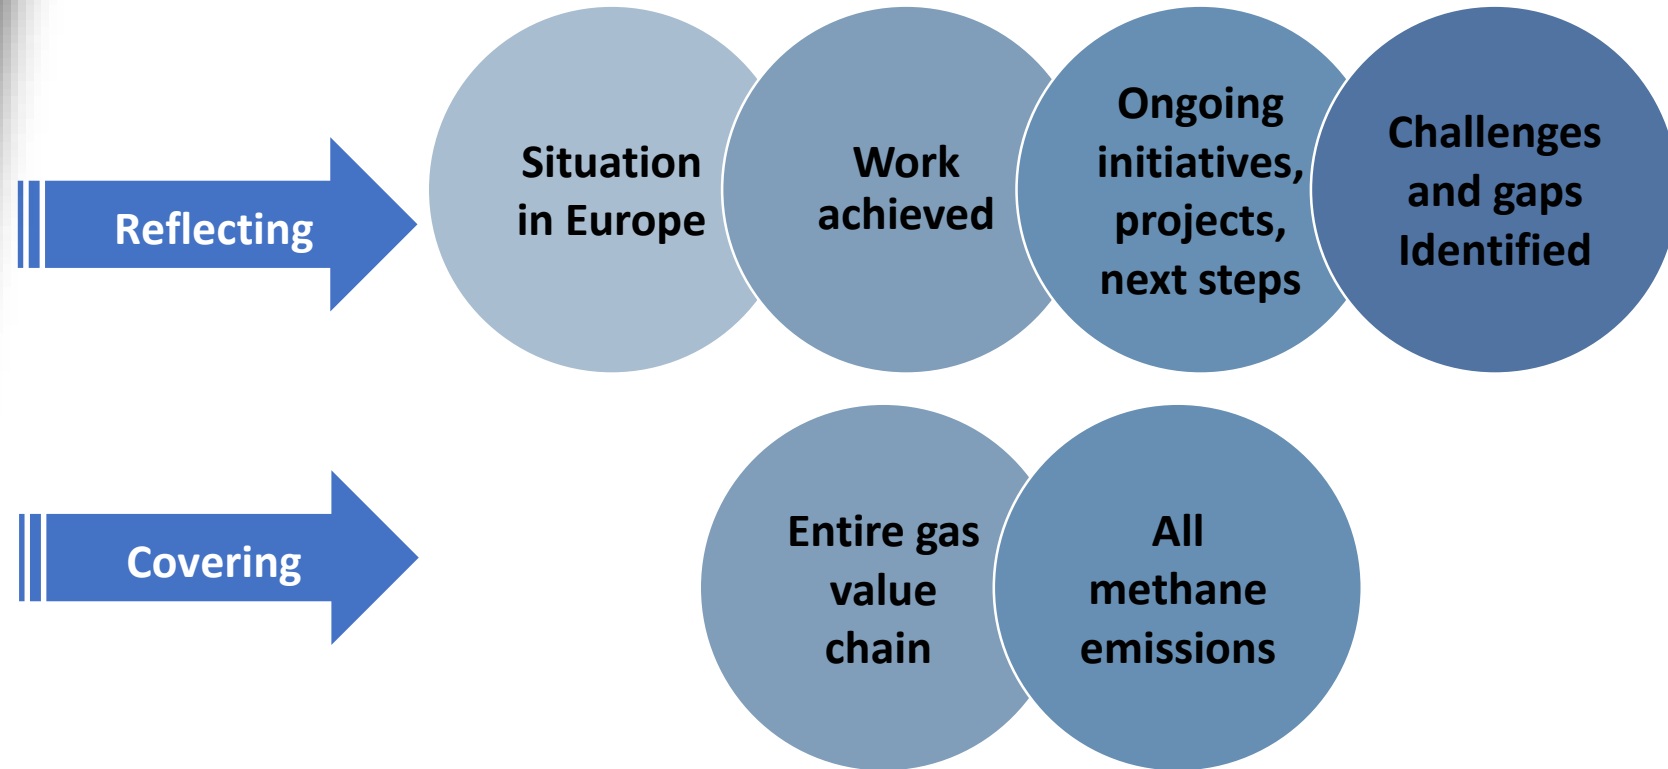 Reflecting
Situation
in Europe
Work
achieved
Ongoing
initiatives,
projects,
next steps
Challenges
and gaps
Identified
Covering
Entire gas
value
chain
All
methane
emissions